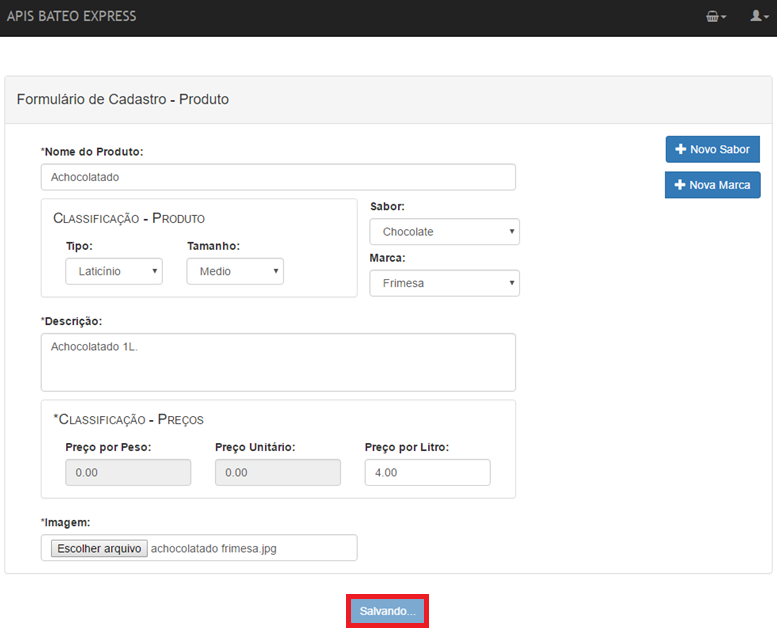 APIS BATEO EXPRESS
Formulário de Cadastro - Produto
*Nome do Produto:
Achocolatado
Novo Sabor
Nova Marca
CLASSIFICAÇÃO - PRODUTO
Tipo:
Tamanho:
Laticínio
Medio
Sabor:
Chocolate
Marca:
Frimesa
*Descrição:
Achocolatado 1L.
*CLASSIFICAÇÃO - PREÇOS
Preço por Peso:
Preço Unitário:
Preço por Litro:
0.00
0.00
4.00
*Imagem:
Escolher arquivo achocolatado frimesa.jpg
Salvando...